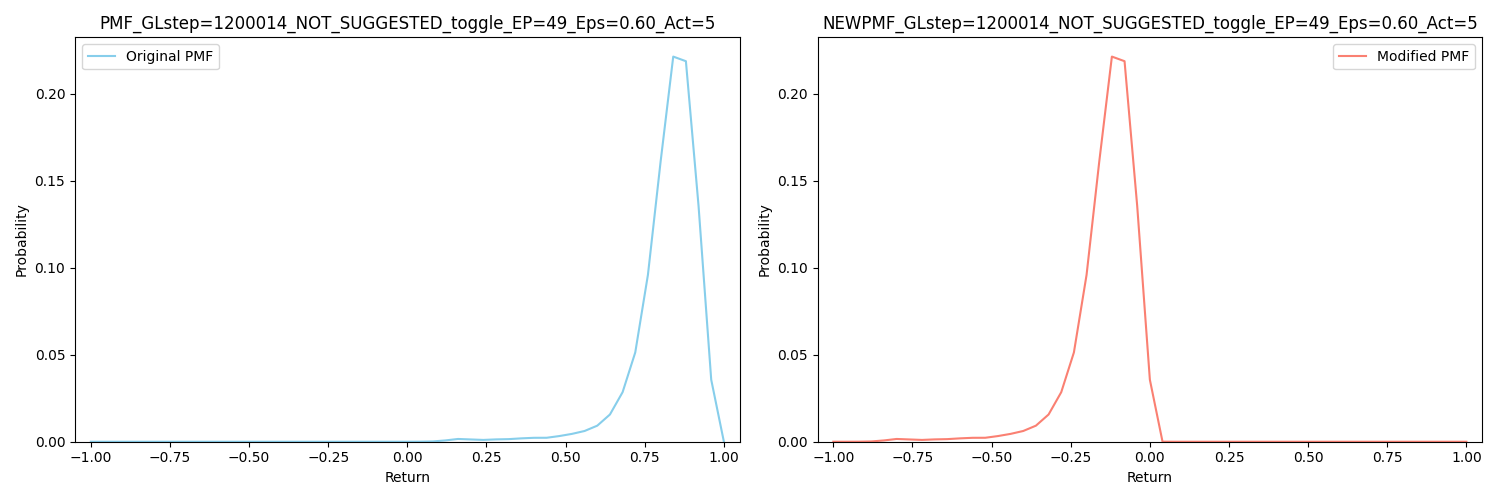 PMF_GLstep=1200014_NOT_SUGGESTED_toggle_EP=49_Eps=0.60_Act=5
Original PMF
0.20
0.15
0.10
0.05
0.00
Probability
−1.00 −0.75 −0.50 −0.25 0.00 0.25 0.50 0.75 1.00
Return
NEWPMF_GLstep=1200014_NOT_SUGGESTED_toggle_EP=49_Eps=0.60_Act=5
Modified PMF
0.20
0.15
0.10
0.05
0.00
Probability
−1.00 −0.75 −0.50 −0.25 0.00 0.25 0.50 0.75 1.00
Return